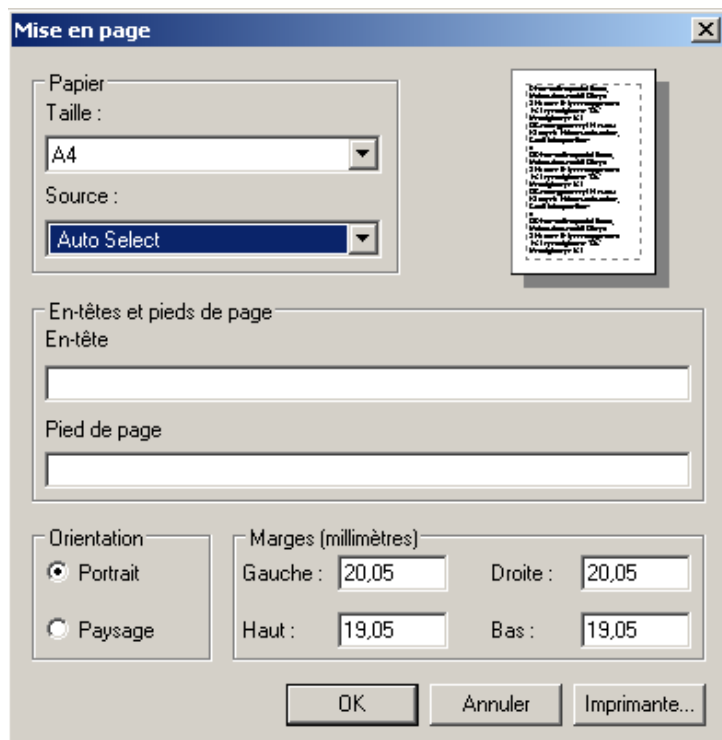 Mise en page
Papier
Taille :
A4
Source :
Auto Select
En-têtes et pieds de page
En-tête
Pied de page
Orientation
Portrait
Paysage
Marges (millimètres)
Gauche : 20,05 Droite : 20,05
Haut : 19,05 Bas : 19,05
OK Annuler Imprimante...